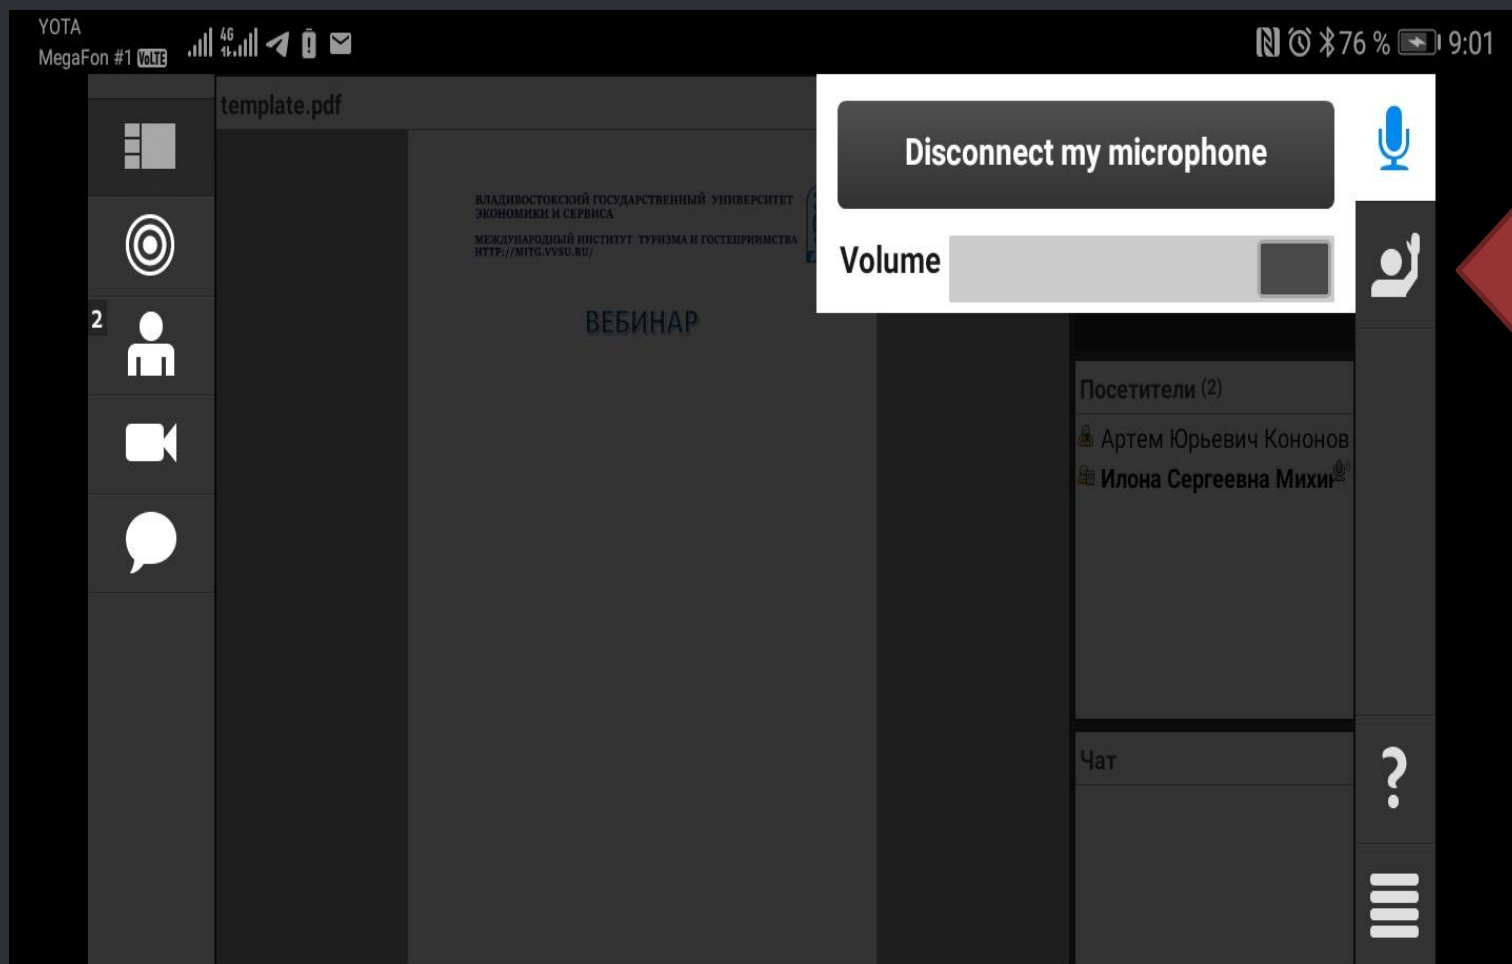 YOTA
MegaFon #1 VoLTE
4G
76 %
9:01
template.pdf
ВЛАДИВОСТОКСКИЙ ГОСУДАРСТВЕННЫЙ УНИВЕРСИТЕТ
ЭКОНОМИКИ И СЕРВИСА
МЕЖДУНАРОДНЫЙ ИНСТИТУТ ТУРИЗМА И ГОСТЕПРИИМСТВА
HTTP://MITG.VVSU.RU/
ВЕБИНАР
Disconnect my microphone
Volume
2
Посетители (2)
Артем Юрьевич Кононов
Илона Сергеевна
Чат
?